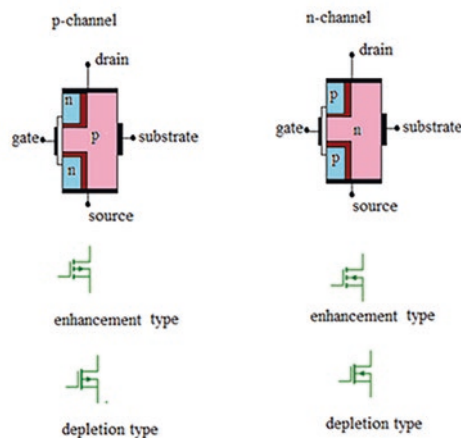 p-channel
drain
n
p
gate
substrate
n
source
enhancement type
depletion type
n-channel
drain
p
n
gate
substrate
p
source
enhancement type
depletion type